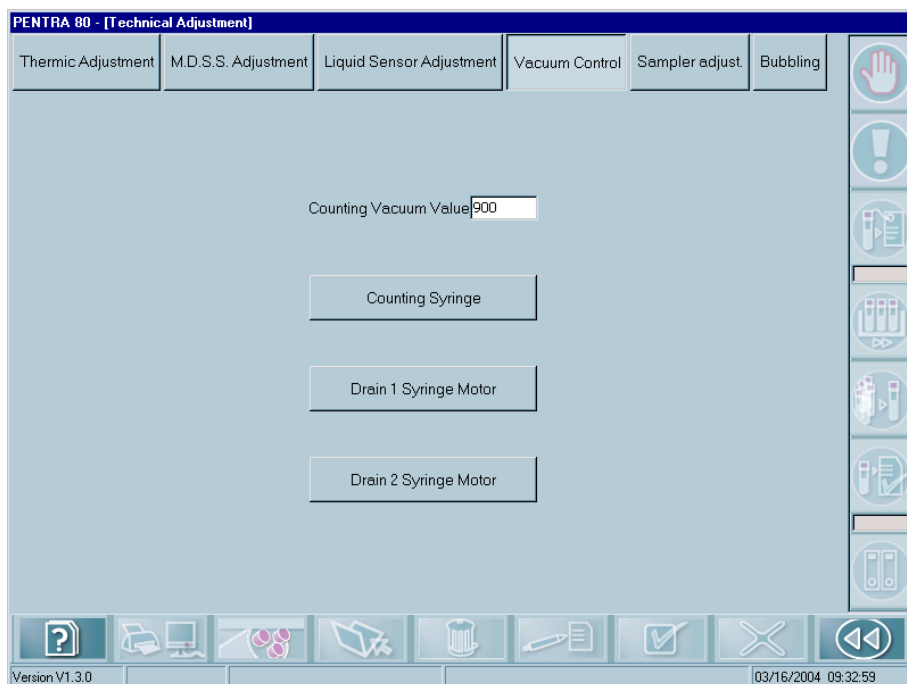 PENTRA 80 - [Technical Adjustment]
Thermic Adjustment M.D.S.S. Adjustment Liquid Sensor Adjustment Vacuum Control Sampler adjust. Bubbling
Counting Vacuum Value 900
Counting Syringe
Drain 1 Syringe Motor
Drain 2 Syringe Motor
Version V1.3.0 03/16/2004 09:32:59